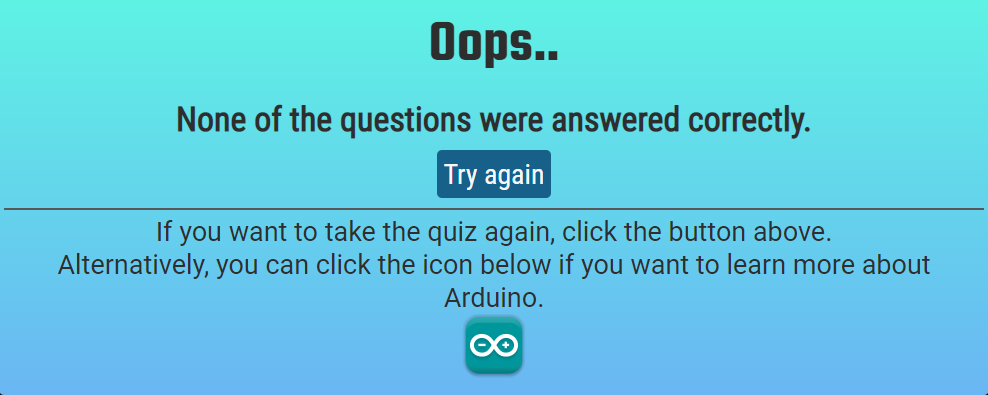 Oops..
None of the questions were answered correctly.
Try again
If you want to take the quiz again, click the button above.
Alternatively, you can click the icon below if you want to learn more about
Arduino.